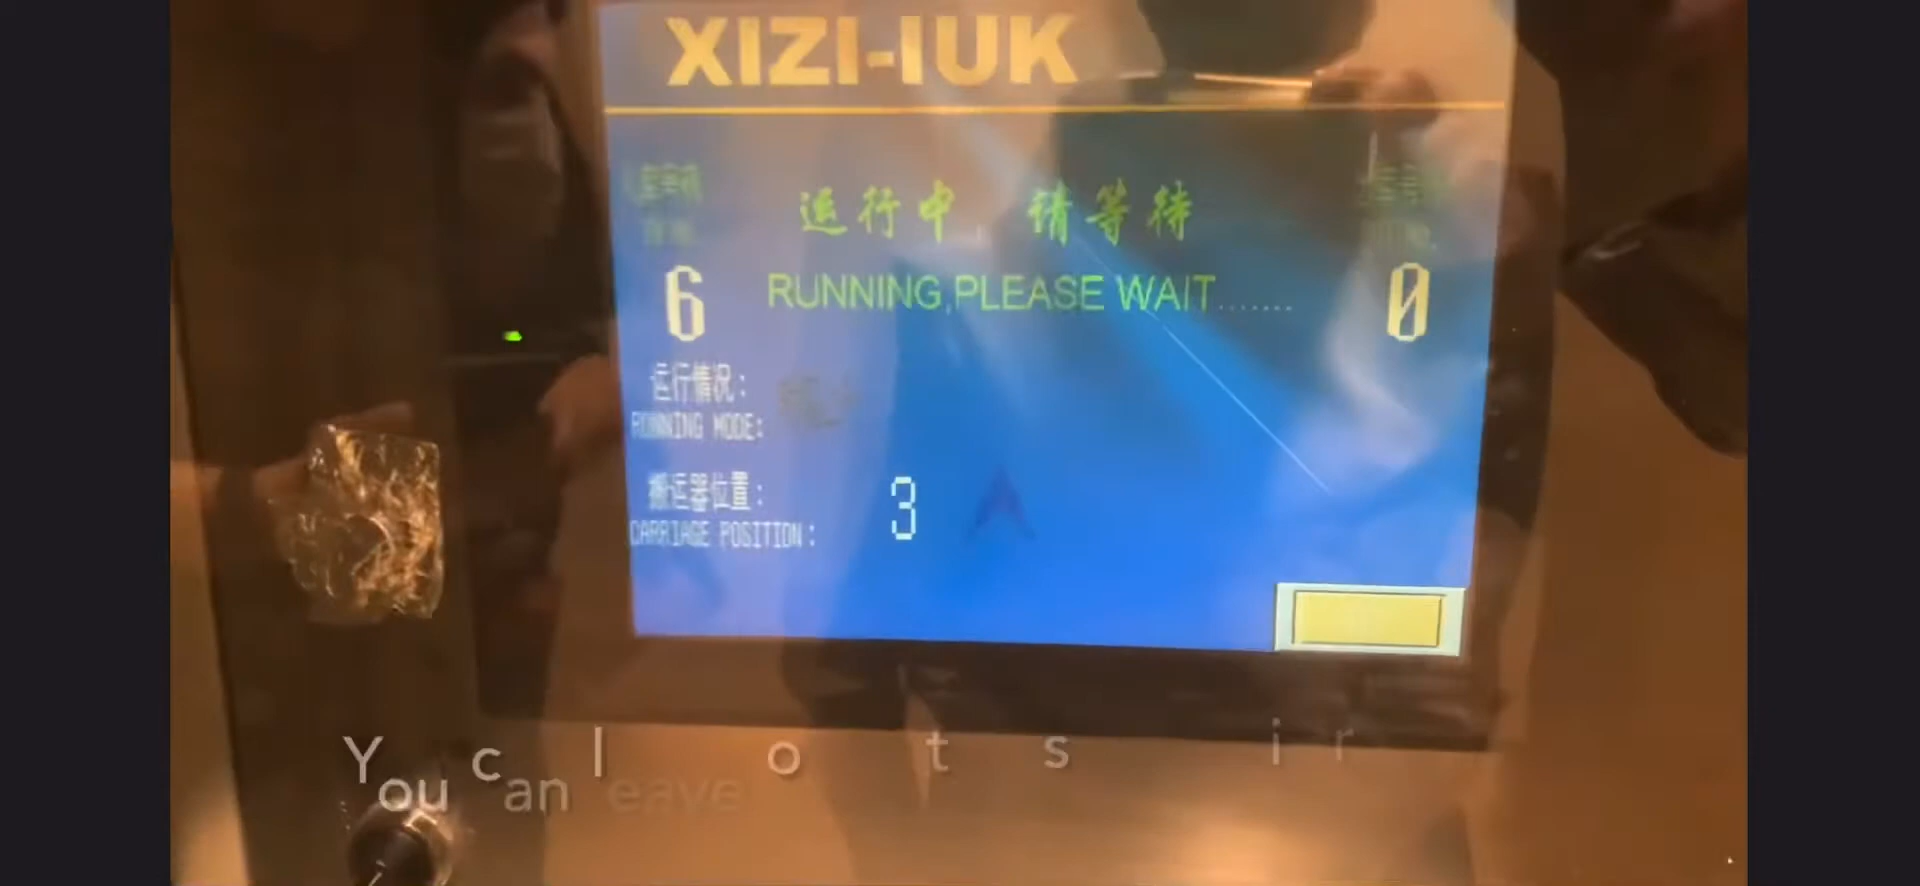 XIZI-IUK
运行中, 请等待
RUNNING,PLEASE WAIT.......
6
0
运行情况：
RUNNING MODE:
搬运器位置：
CARRIAGE POSITION:
3
You can leave